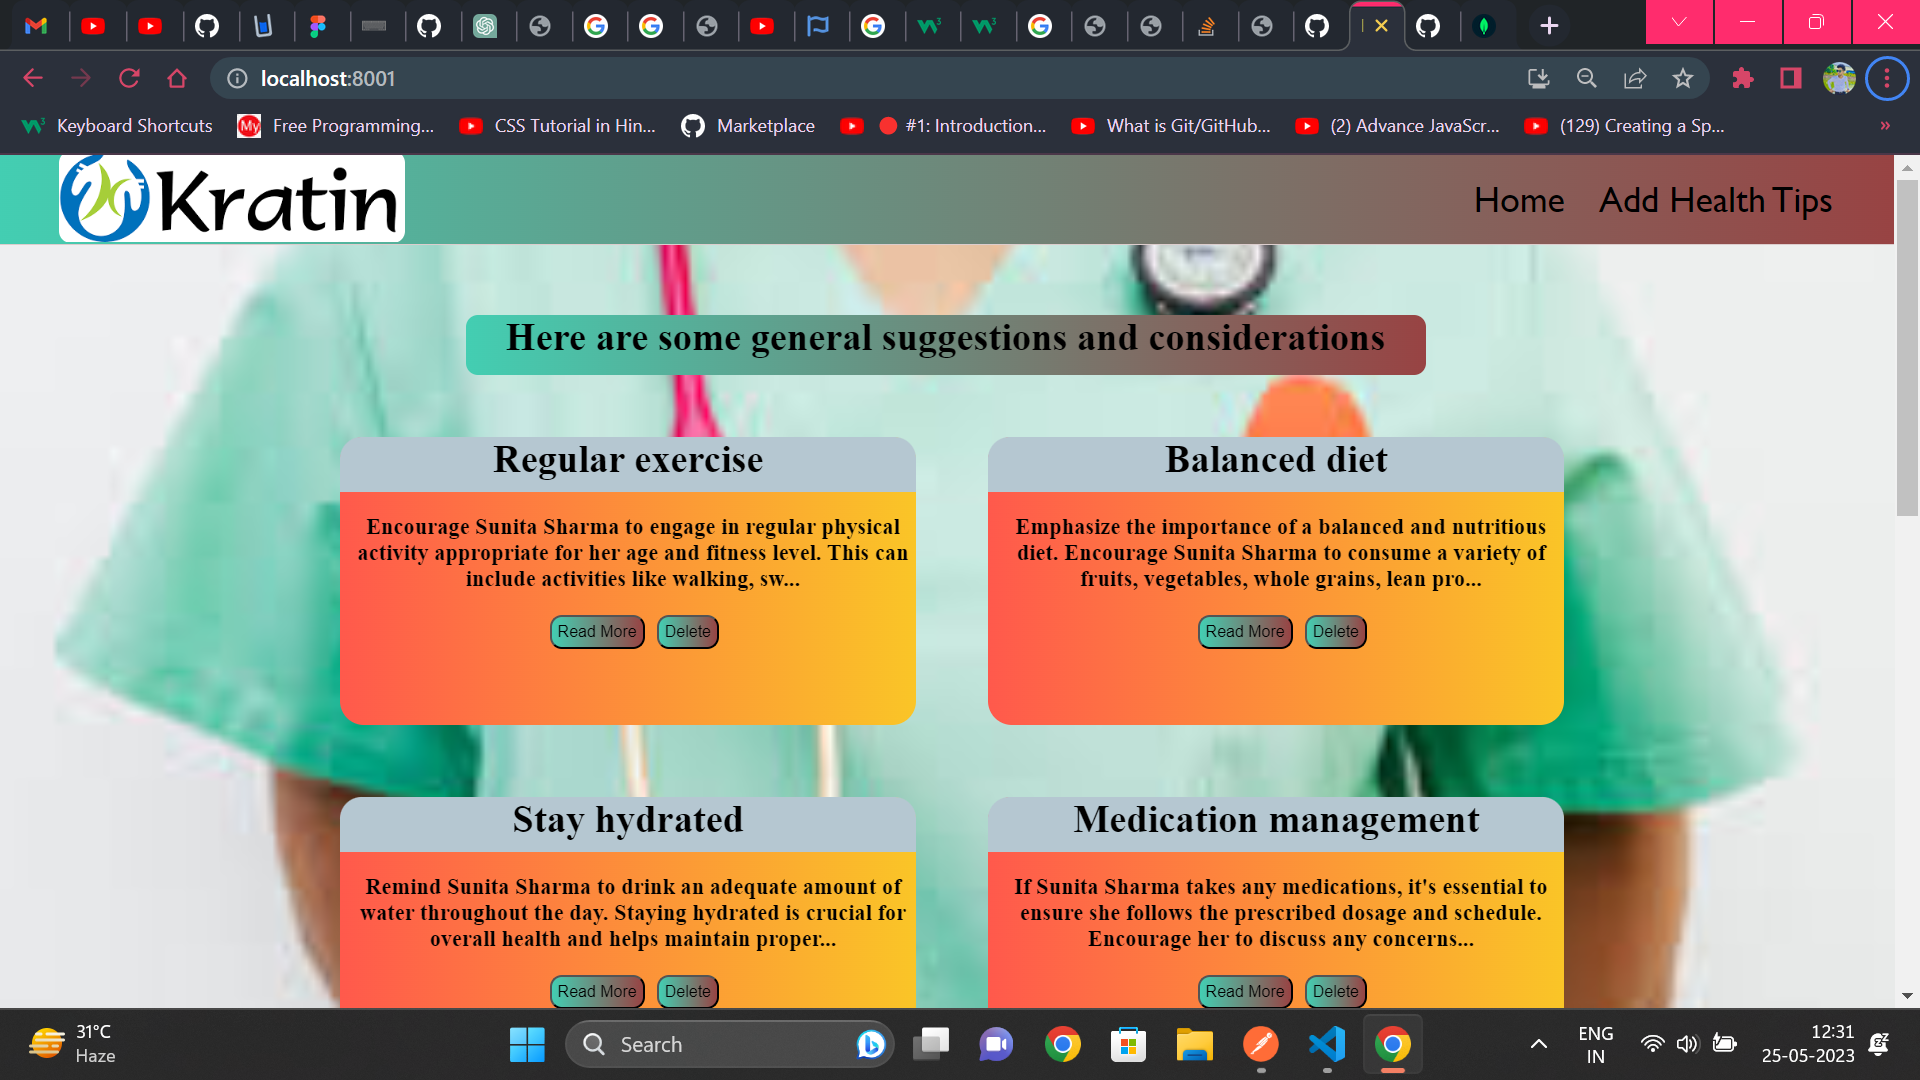 localhost:8001
Keyboard Shortcuts
My
Free Programming...
CSS Tutorial in Hin...
Marketplace
#1: Introduction...
What is Git/GitHub...
(2) Advance JavaScr...
(129) Creating a Sp...
Kratin
Home
Add Health Tips
Here are some general suggestions and considerations
Regular exercise
Encourage Sunita Sharma to engage in regular physical
activity appropriate for her age and fitness level. This can
include activities like walking, sw...
Read More
Delete
Balanced diet
Emphasize the importance of a balanced and nutritious
diet. Encourage Sunita Sharma to consume a variety of
fruits, vegetables, whole grains, lean pro...
Read More
Delete
Stay hydrated
Remind Sunita Sharma to drink an adequate amount of
water throughout the day. Staying hydrated is crucial for
overall health and helps maintain proper...
Read More
Delete
Medication management
If Sunita Sharma takes any medications, it's essential to
ensure she follows the prescribed dosage and schedule.
Encourage her to discuss any concerns...
Read More
Delete
31°C
Haze
Search
ENG
IN
12:31
25-05-2023